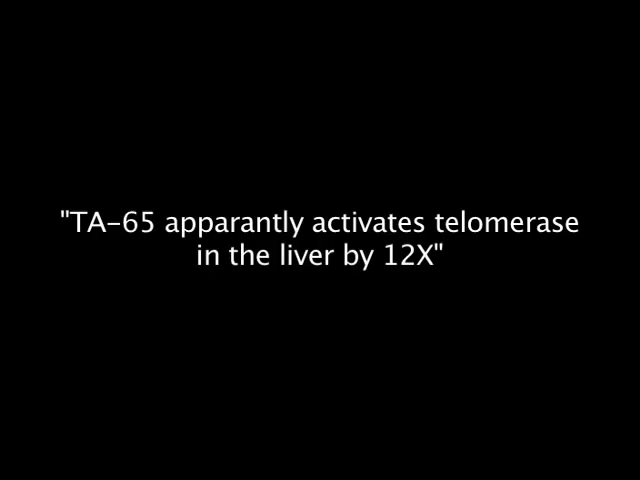 "TA-65 apparantly activates telomerase
in the liver by 12X"